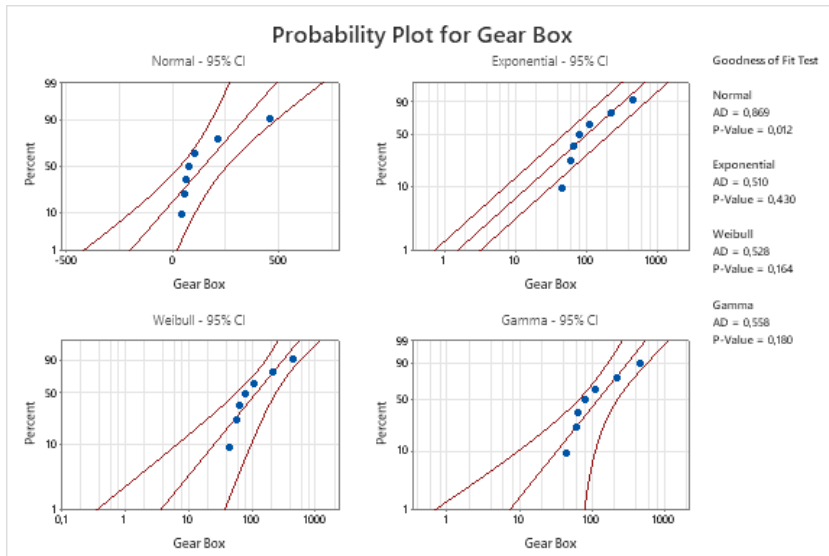 Probability Plot for Gear Box
Normal - 95% CI
99
90
50
10
1
Percent
-500
0
500
Gear Box
Exponential - 95% CI
90
50
10
1
Percent
1
10
100
1000
Gear Box
Weibull - 95% CI
90
50
10
1
Percent
0,1
1
10
100
1000
Gear Box
Gamma - 95% CI
99
90
50
10
1
Percent
1
10
100
1000
Gear Box
Goodness of Fit Test
Normal
AD = 0,869
P-Value = 0,012
Exponential
AD = 0,510
P-Value = 0,430
Weibull
AD = 0,528
P-Value = 0,164
Gamma
AD = 0,558
P-Value = 0,180